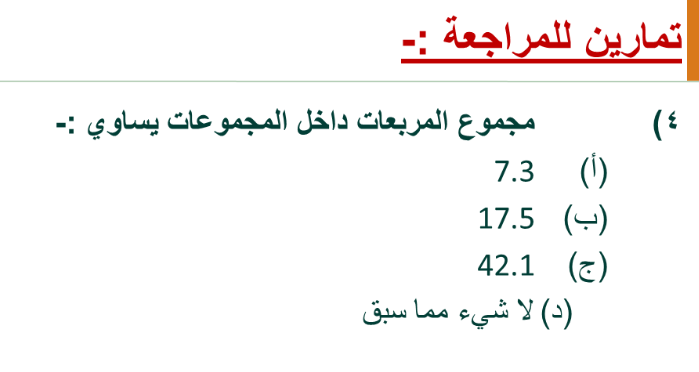 تمارين للمراجعة :-
٤) مجموع المربعات داخل المجموعات يساوي :-
(أ) 7.3
(ب) 17.5
(ج) 42.1
(د) لا شيء مما سبق